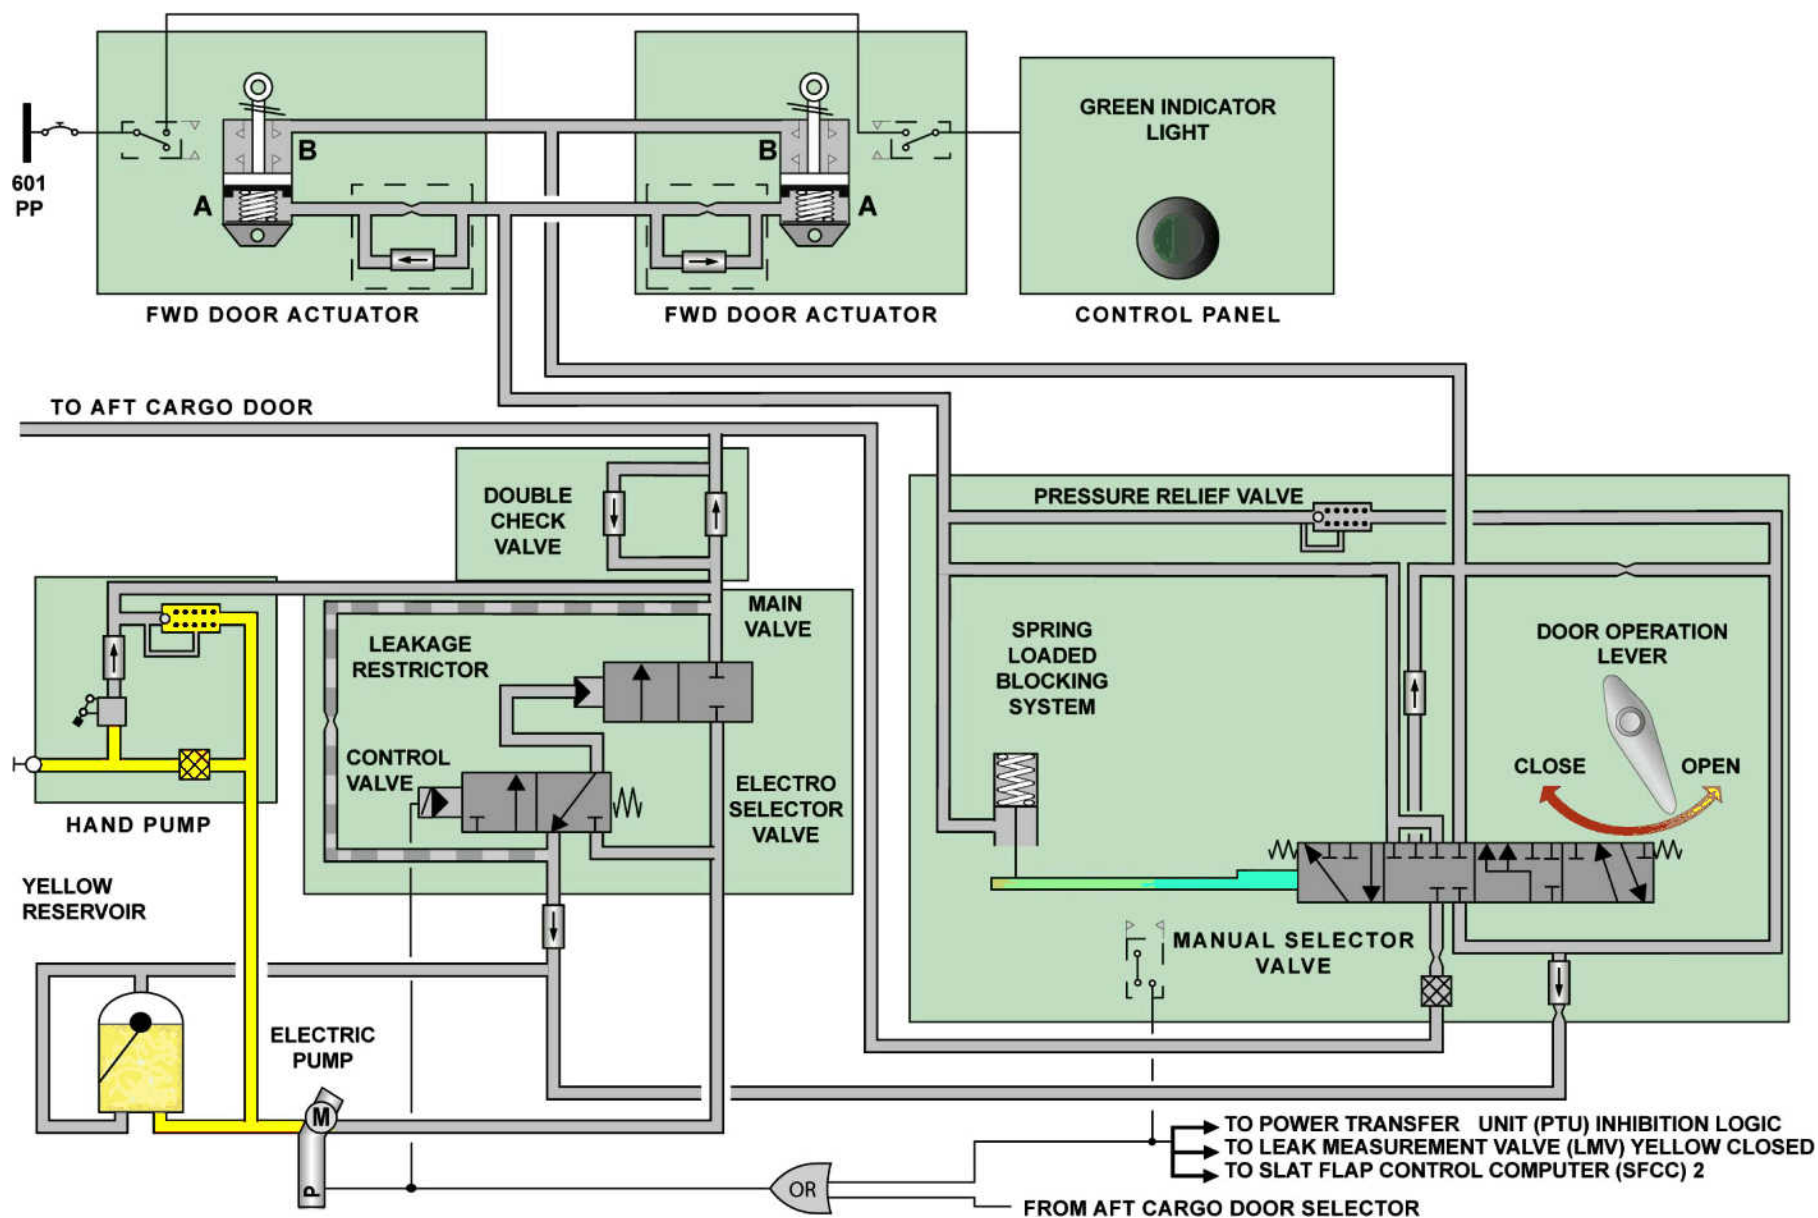 GREEN INDICATOR
LIGHT
601
PP
B
A
B
A
FWD DOOR ACTUATOR
FWD DOOR ACTUATOR
CONTROL PANEL
TO AFT CARGO DOOR
DOUBLE
CHECK
VALVE
PRESSURE RELIEF VALVE
MAIN
VALVE
LEAKAGE
RESTRICTOR
SPRING
LOADED
BLOCKING
SYSTEM
DOOR OPERATION
LEVER
CONTROL
VALVE
ELECTRO
SELECTOR
VALVE
CLOSE
OPEN
HAND PUMP
YELLOW
RESERVOIR
MANUAL SELECTOR
VALVE
ELECTRIC
PUMP
M
P
OR
TO POWER TRANSFER UNIT (PTU) INHIBITION LOGIC
TO LEAK MEASUREMENT VALVE (LMV) YELLOW CLOSED
TO SLAT FLAP CONTROL COMPUTER (SFCC) 2
FROM AFT CARGO DOOR SELECTOR